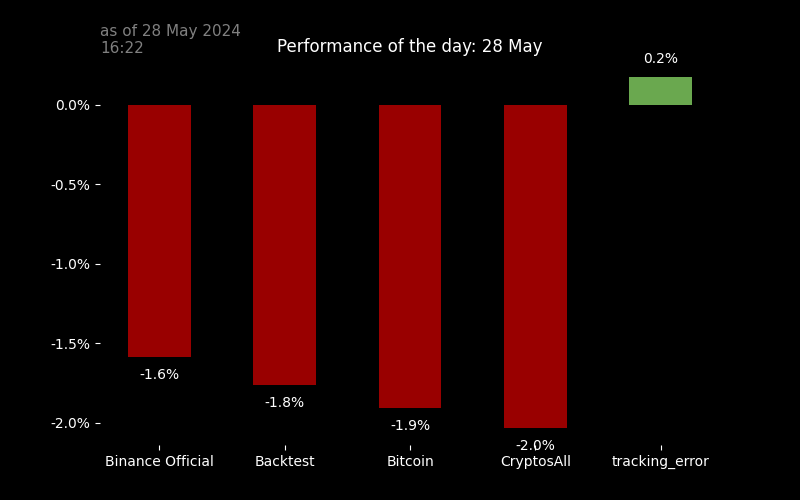 as of 28 May 2024
16:22
Performance of the day: 28 May
0.2%
0.0%
-0.5%
-1.0%
-1.5%
-2.0%
-1.6%
-1.8%
-1.9%
-2.0%
Binance Official
Backtest
Bitcoin
CryptosAll
tracking_error